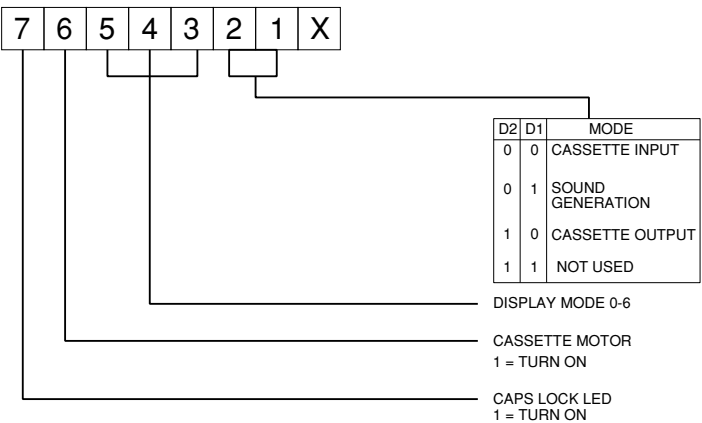 7 6 5 4 3 2 1 X
D2 D1 MODE
0 0 CASSETTE INPUT
0 1 SOUND
GENERATION
1 0 CASSETTE OUTPUT
1 1 NOT USED
DISPLAY MODE 0-6
CASSETTE MOTOR
1 = TURN ON
CAPS LOCK LED
1 = TURN ON